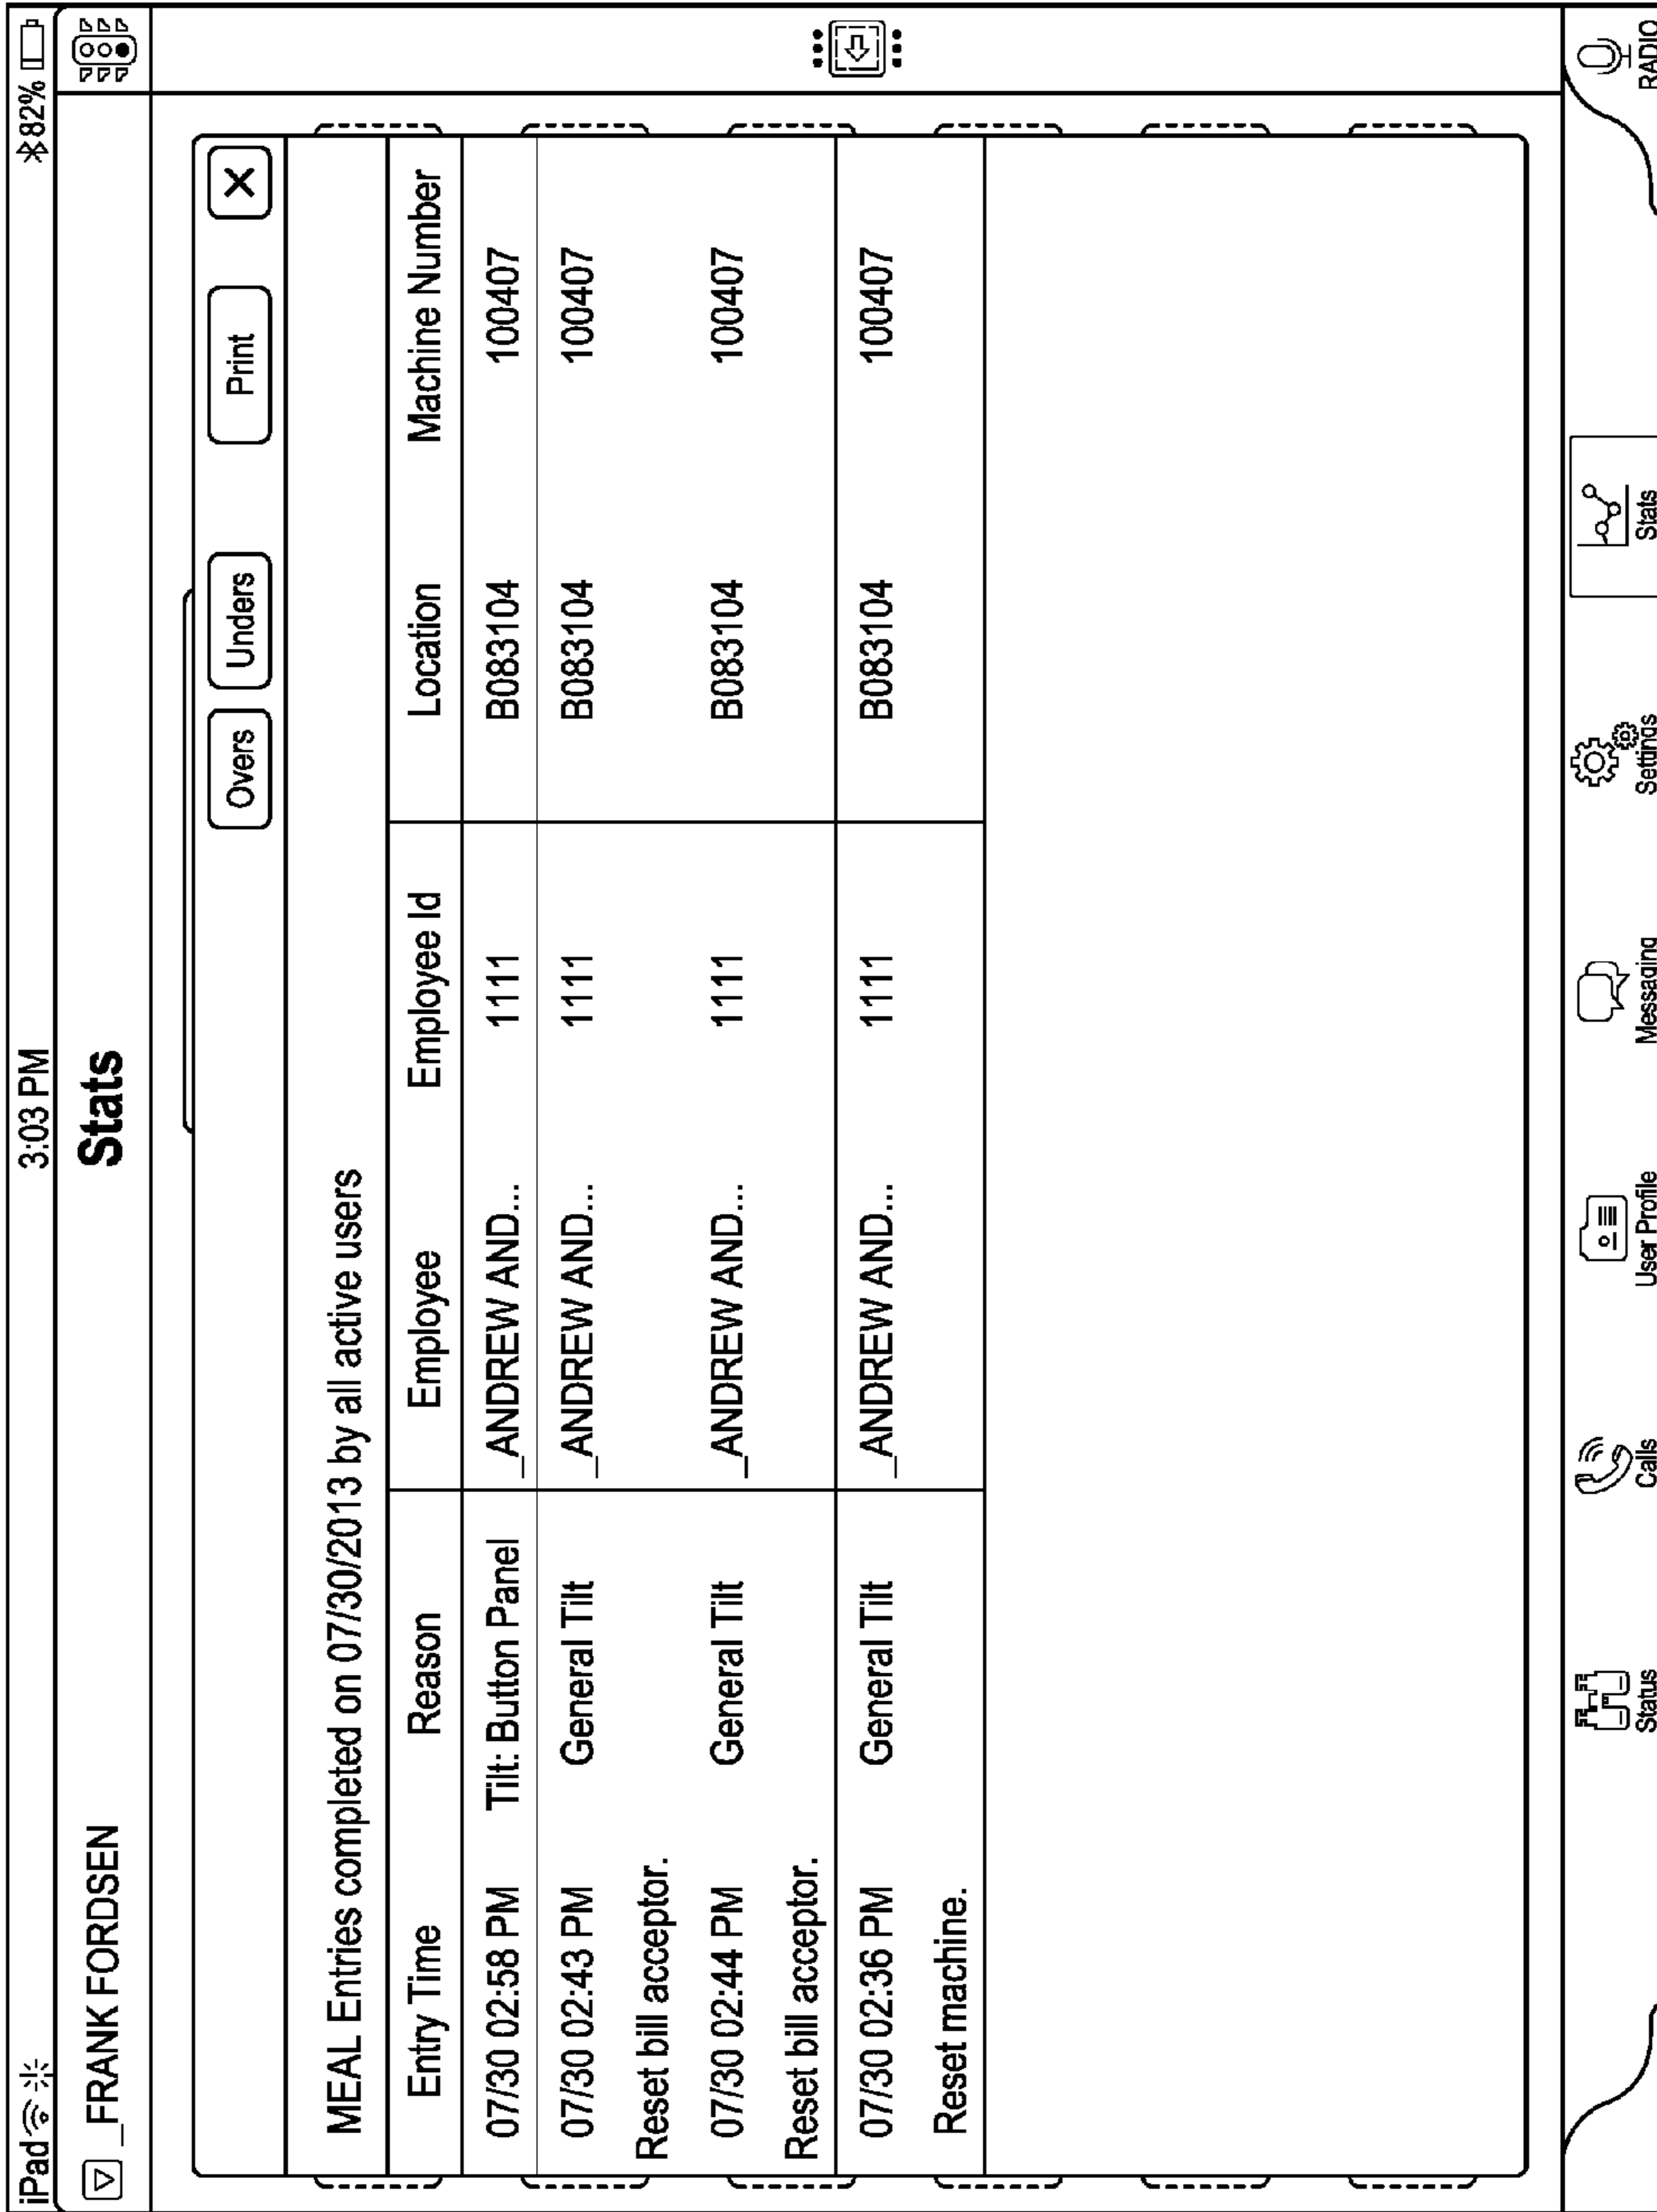 iPad 3:03 PM 82%
_FRANK FORDSEN Stats
Overs Unders Print X
MEAL Entries completed on 07/30/2013 by all active users
Entry Time Reason Employee Employee Id Location Machine Number
07/30 02:58 PM Tilt: Button Panel _ANDREW AND... 1111 B083104 100407
07/30 02:43 PM General Tilt _ANDREW AND... 1111 B083104 100407
Reset bill acceptor.
07/30 02:44 PM General Tilt _ANDREW AND... 1111 B083104 100407
Reset bill acceptor.
07/30 02:36 PM General Tilt _ANDREW AND... 1111 B083104 100407
Reset machine.
Status Calls User Profile Messaging Settings Stats RADIO